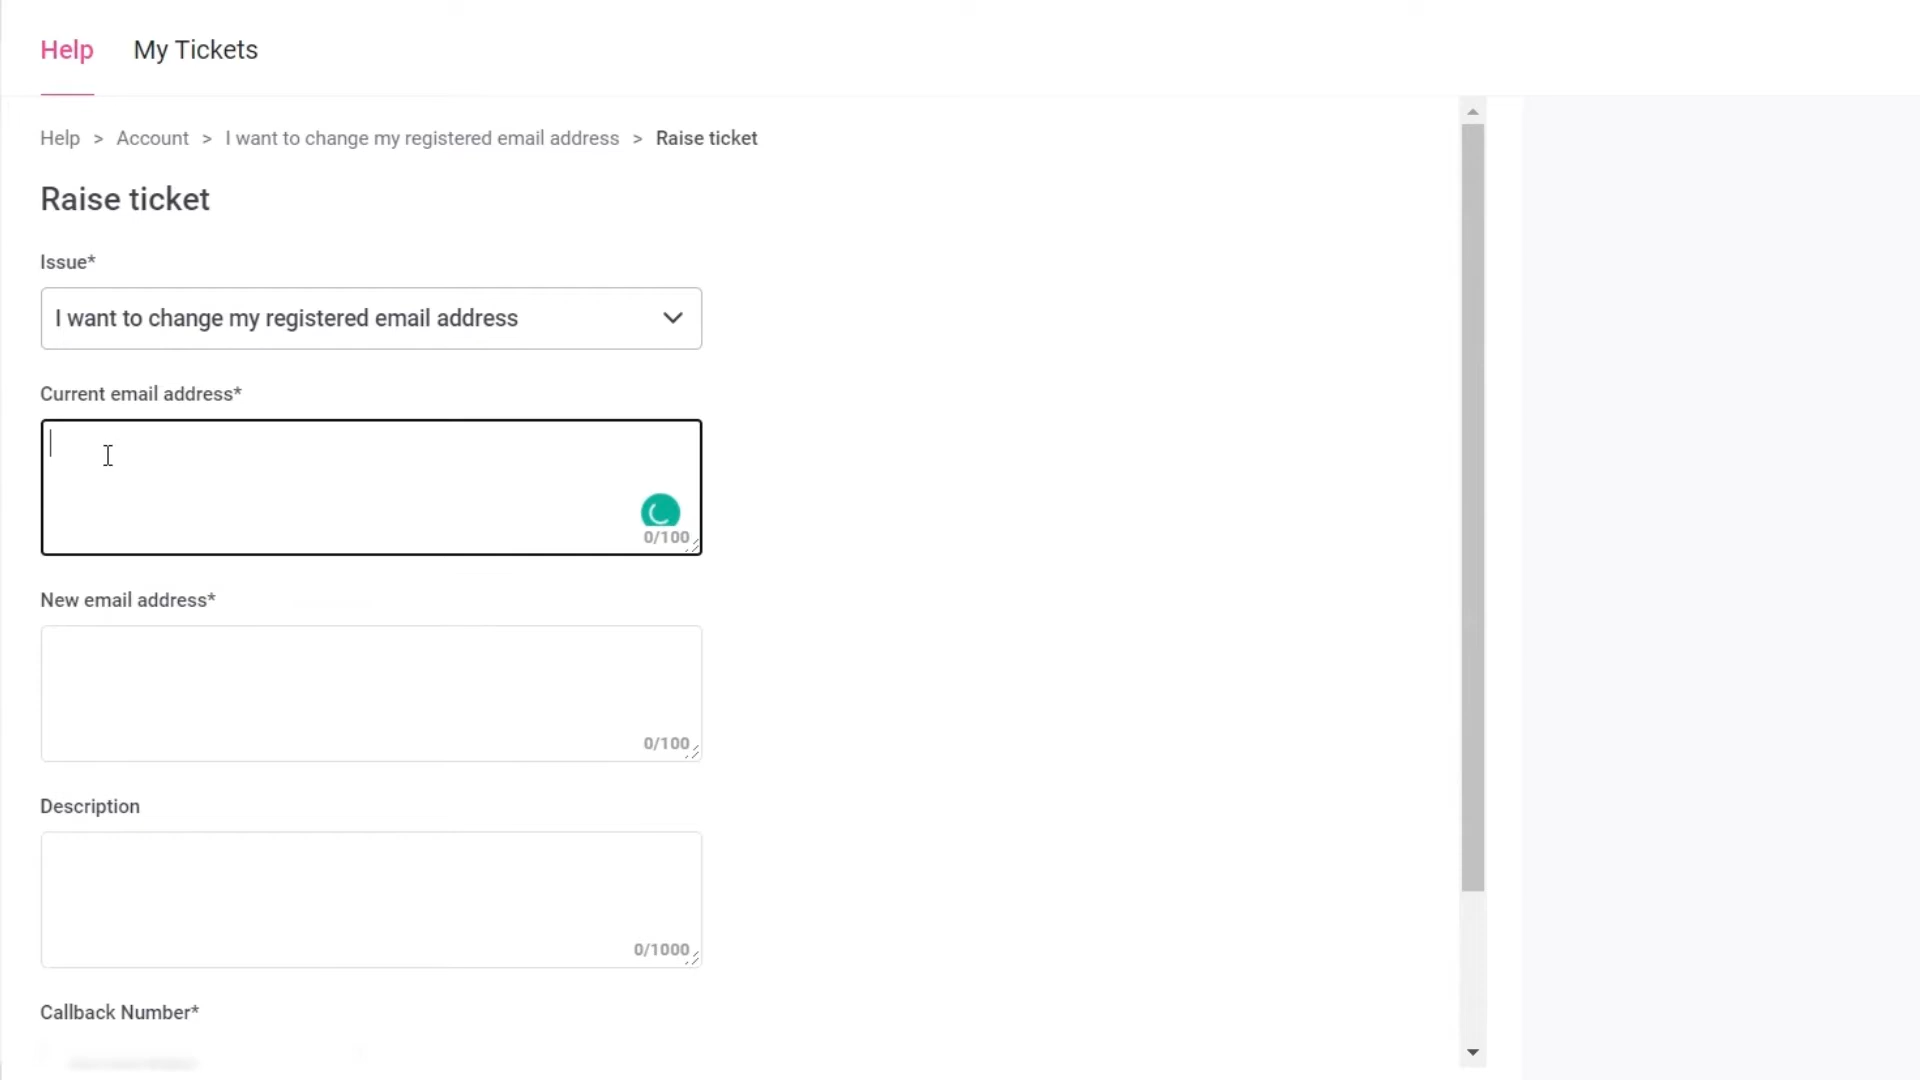 Help My Tickets
Help > Account > I want to change my registered email address > Raise ticket
Raise ticket
Issue*
I want to change my registered email address
Current email address*
0/100
New email address*
0/100
Description
0/1000
Callback Number*